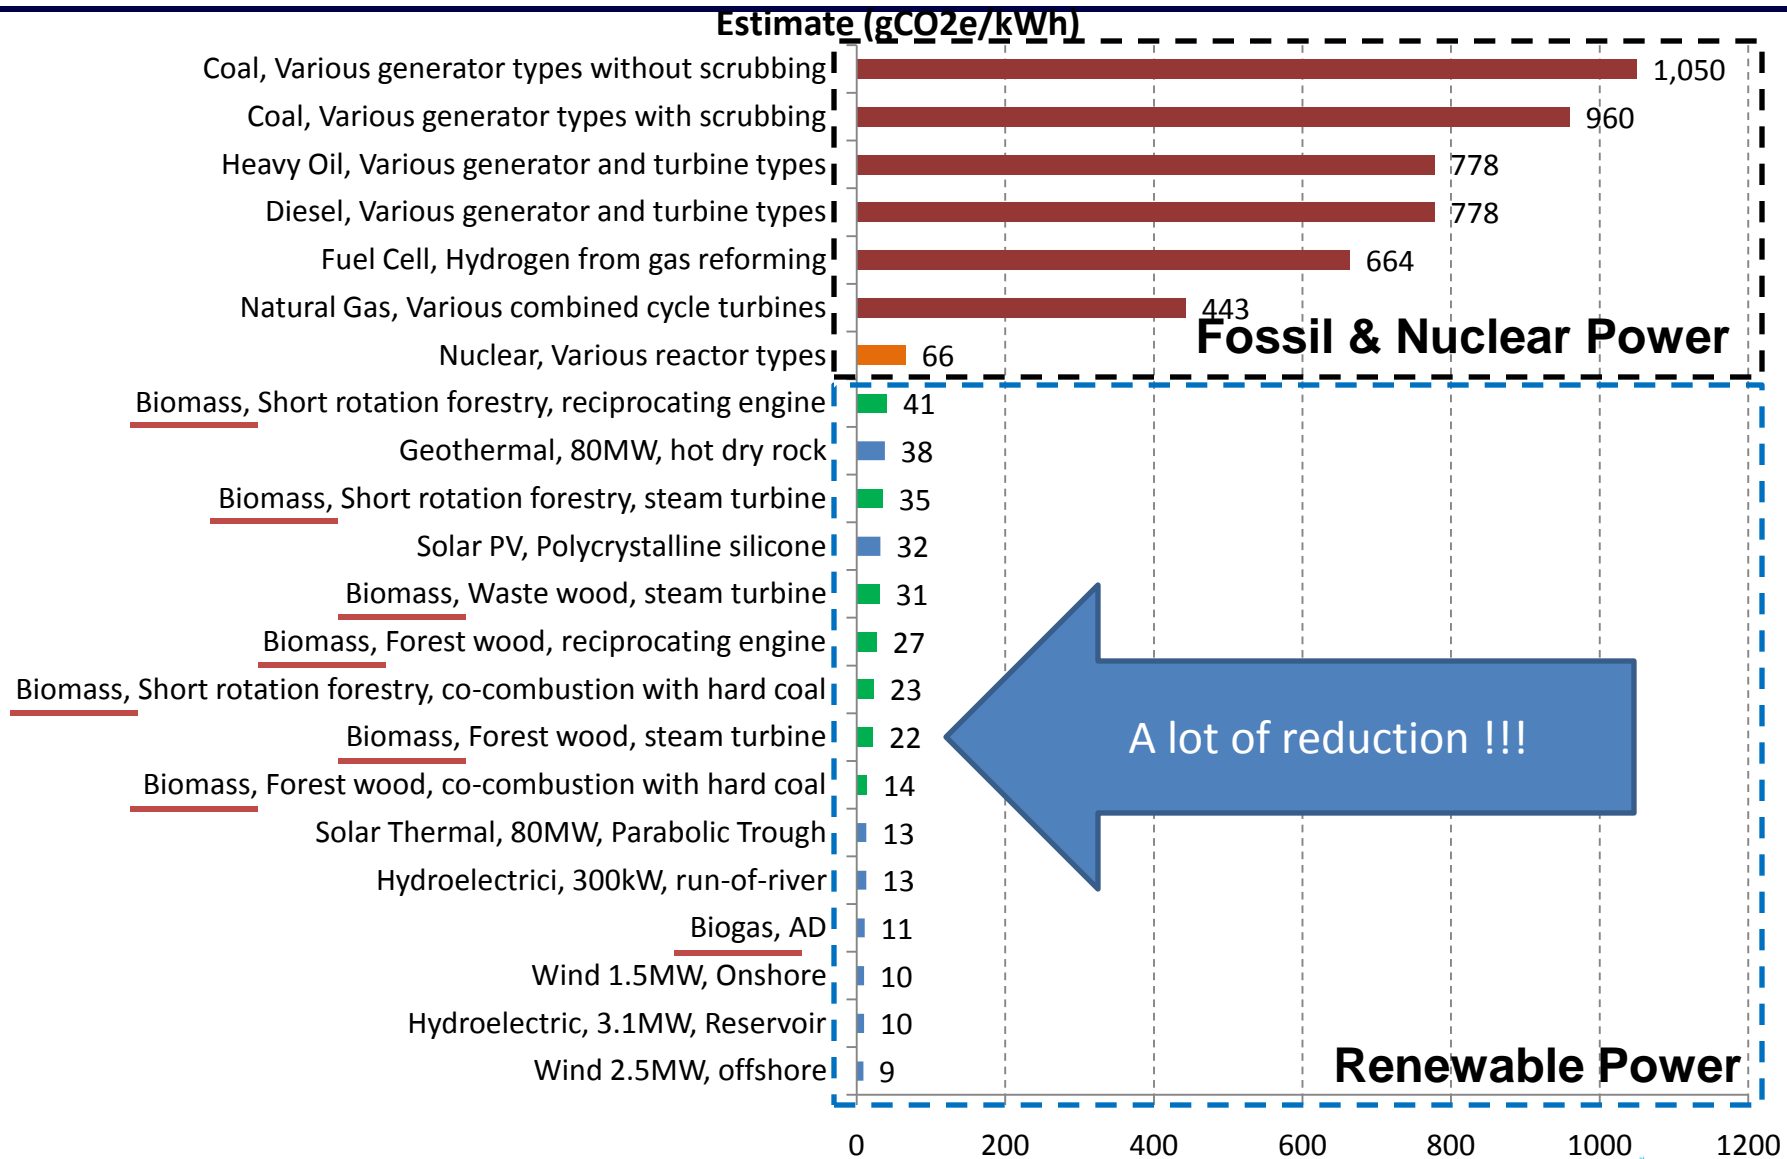 Estimate (gCO2e/kWh)
Coal, Various generator types without scrubbing 1,050
Coal, Various generator types with scrubbing 960
Heavy Oil, Various generator and turbine types 778
Diesel, Various generator and turbine types 778
Fuel Cell, Hydrogen from gas reforming 664
Natural Gas, Various combined cycle turbines 443
Fossil & Nuclear Power
Nuclear, Various reactor types 66
Biomass, Short rotation forestry, reciprocating engine 41
Geothermal, 80MW, hot dry rock 38
Biomass, Short rotation forestry, steam turbine 35
Solar PV, Polycrystalline silicone 32
Biomass, Waste wood, steam turbine 31
Biomass, Forest wood, reciprocating engine 27
Biomass, Short rotation forestry, co-combustion with hard coal 23
Biomass, Forest wood, steam turbine 22
A lot of reduction !!!
Biomass, Forest wood, co-combustion with hard coal 14
Solar Thermal, 80MW, Parabolic Trough 13
Hydroelectrici, 300kW, run-of-river 13
Biogas, AD 11
Wind 1.5MW, Onshore 10
Hydroelectric, 3.1MW, Reservoir 10
Wind 2.5MW, offshore 9
Renewable Power
0 200 400 600 800 1000 1200